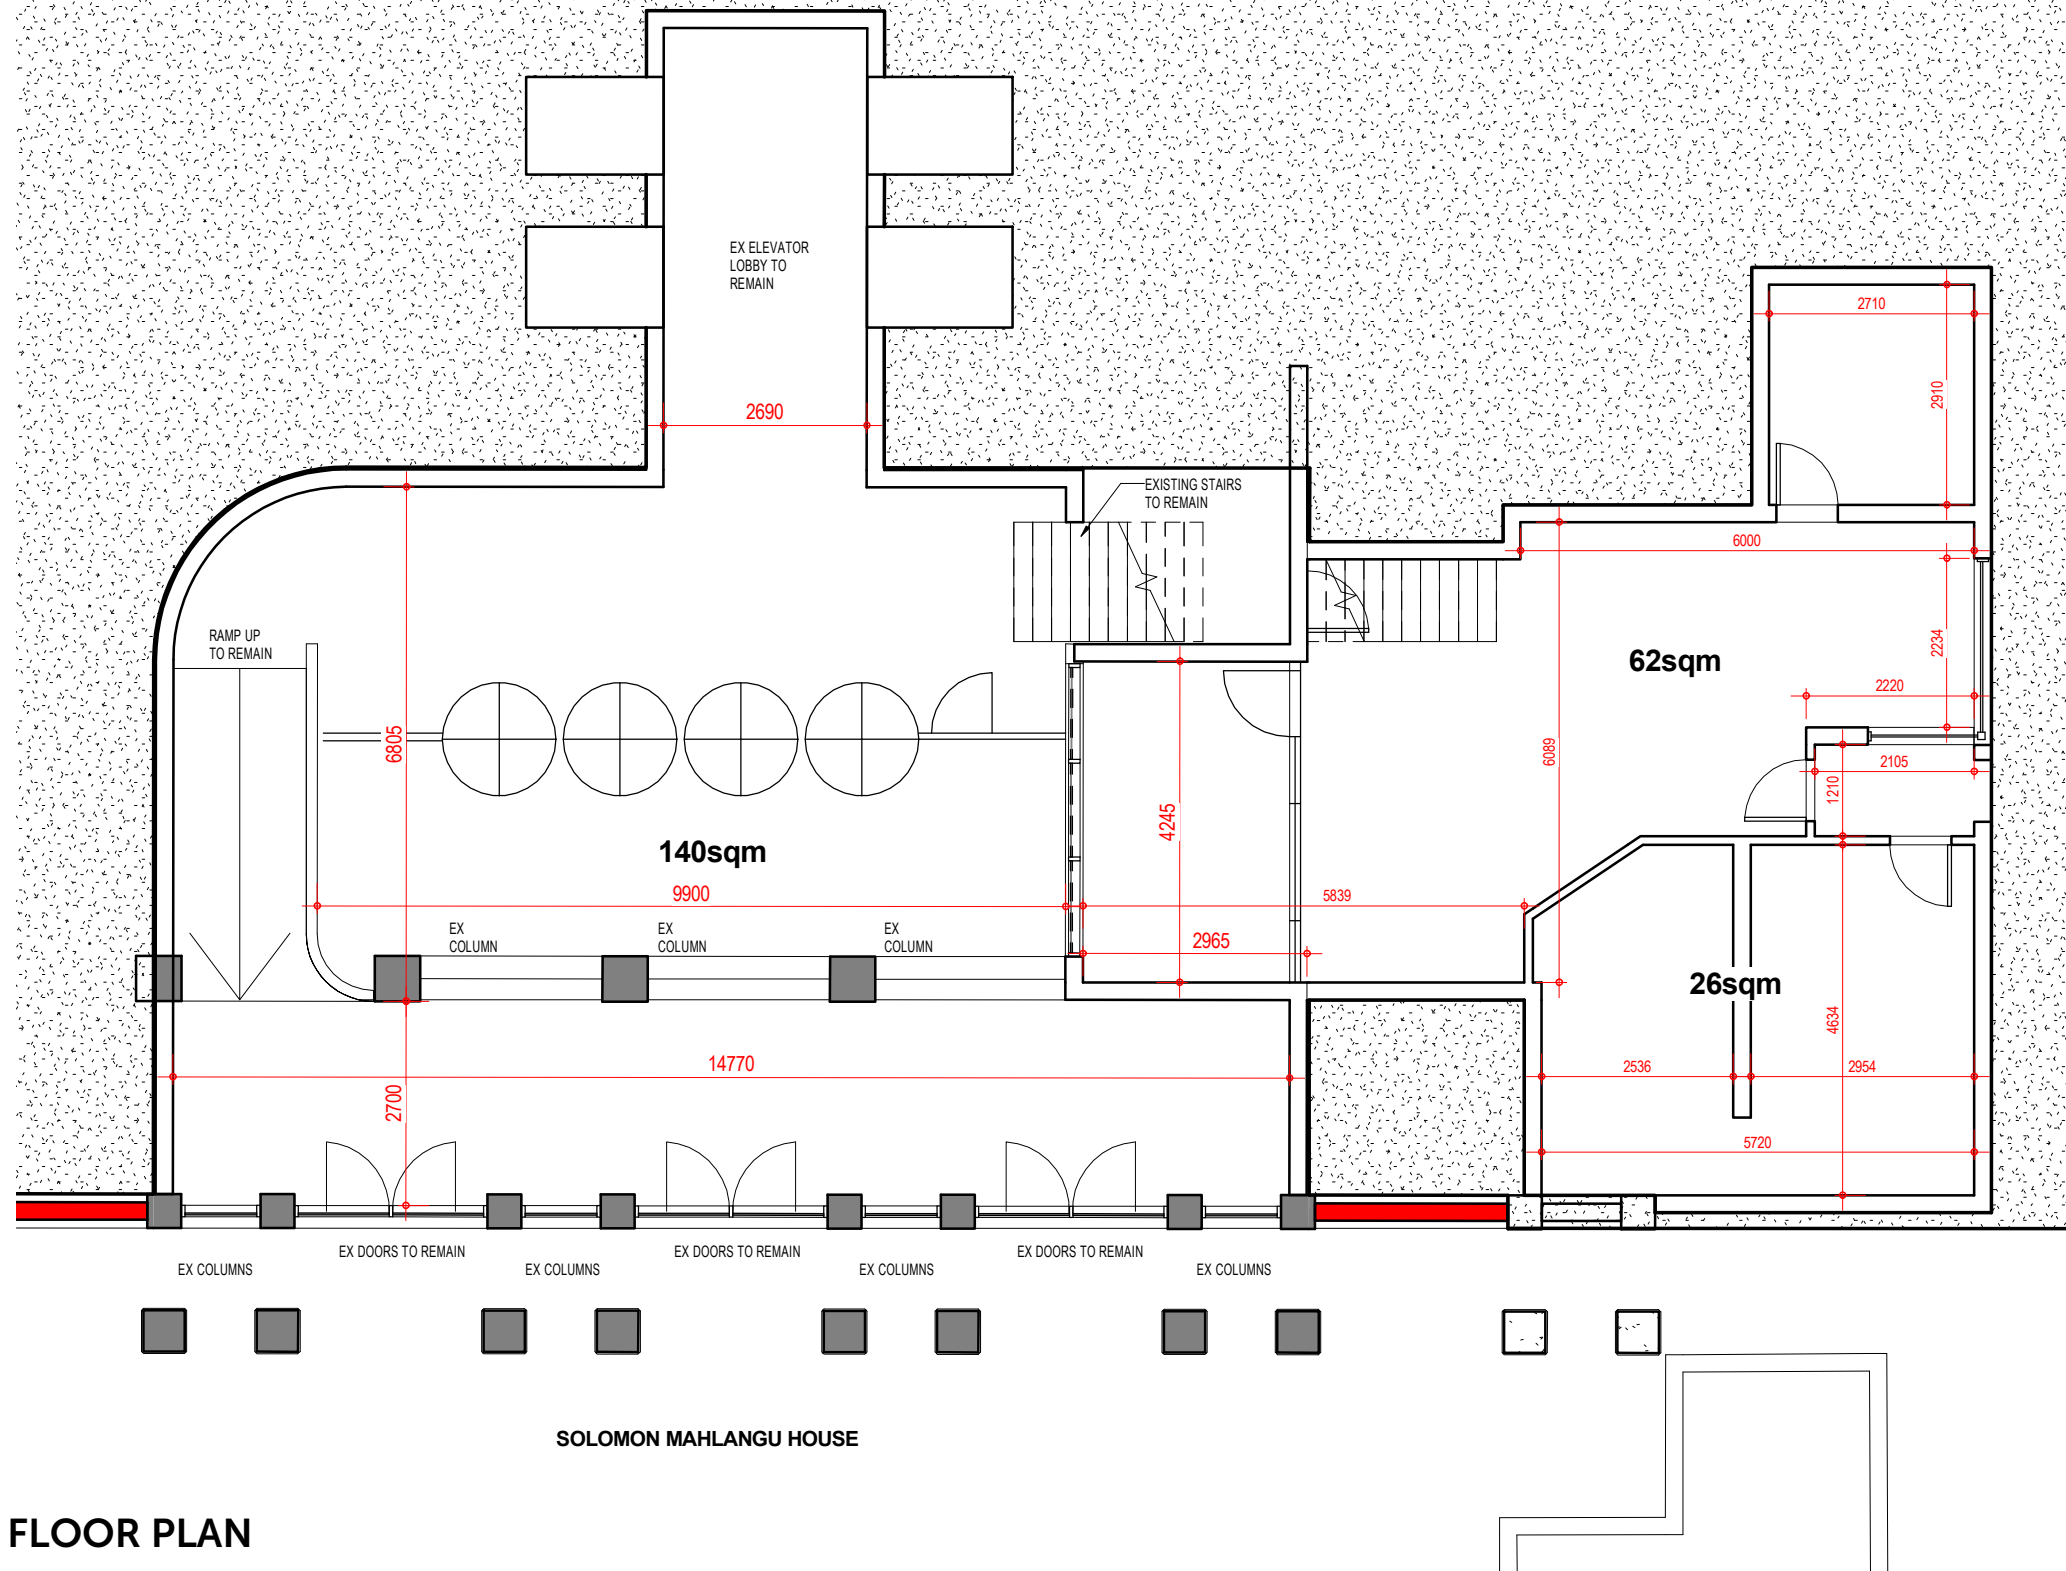 EX ELEVATOR
LOBBY TO
REMAIN
2710
2910
2690
EXISTING STAIRS
TO REMAIN
6000
RAMP UP
TO REMAIN
62sqm
2234
2220
6805
6089
2105
1210
4245
140sqm
9900
5839
EX
COLUMN
EX
COLUMN
EX
COLUMN
2965
26sqm
4634
14770
2700
2536
2954
5720
EX DOORS TO REMAIN
EX DOORS TO REMAIN
EX DOORS TO REMAIN
EX COLUMNS
EX COLUMNS
EX COLUMNS
EX COLUMNS
SOLOMON MAHLANGU HOUSE
FLOOR PLAN